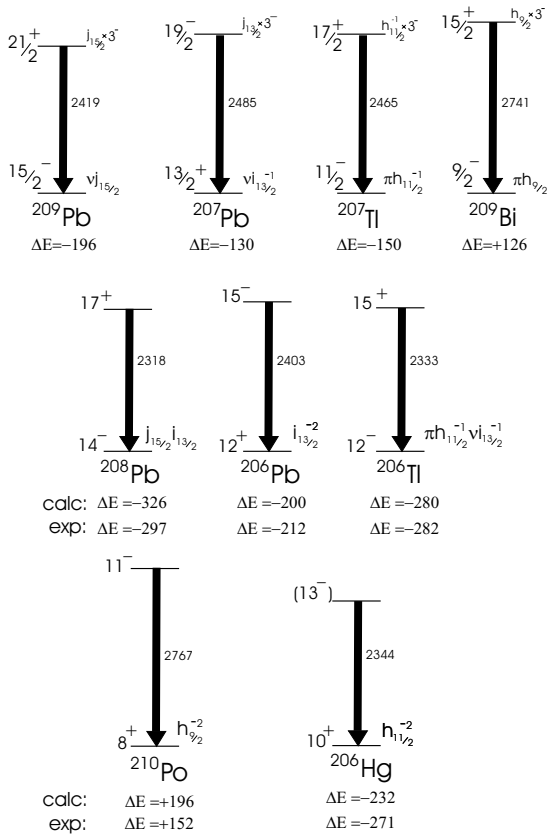 21/2+ j15/2×3-
2419
15/2- νj15/2
209Pb
ΔE=−196
19/2- j13/2×3-
2485
13/2+ νi13/2-1
207Pb
ΔE=−130
17/2+ h11/2-1×3-
2465
11/2- πh11/2-1
207Tl
ΔE=−150
15/2+ h9/2×3-
2741
9/2- πh9/2
209Bi
ΔE=+126
17+
2318
14- j15/2 i13/2
208Pb
15-
2403
12+ i13/2-2
206Pb
15+
2333
12- πh11/2-1νi13/2-1
206Tl
calc: ΔE=−326 ΔE=−200 ΔE=−280
exp: ΔE=−297 ΔE=−212 ΔE=−282
11-
2767
8+ h9/2-2
210Po
(13-)
2344
10+ h11/2-2
206Hg
calc: ΔE=+196 ΔE=−232
exp: ΔE=+152 ΔE=−271